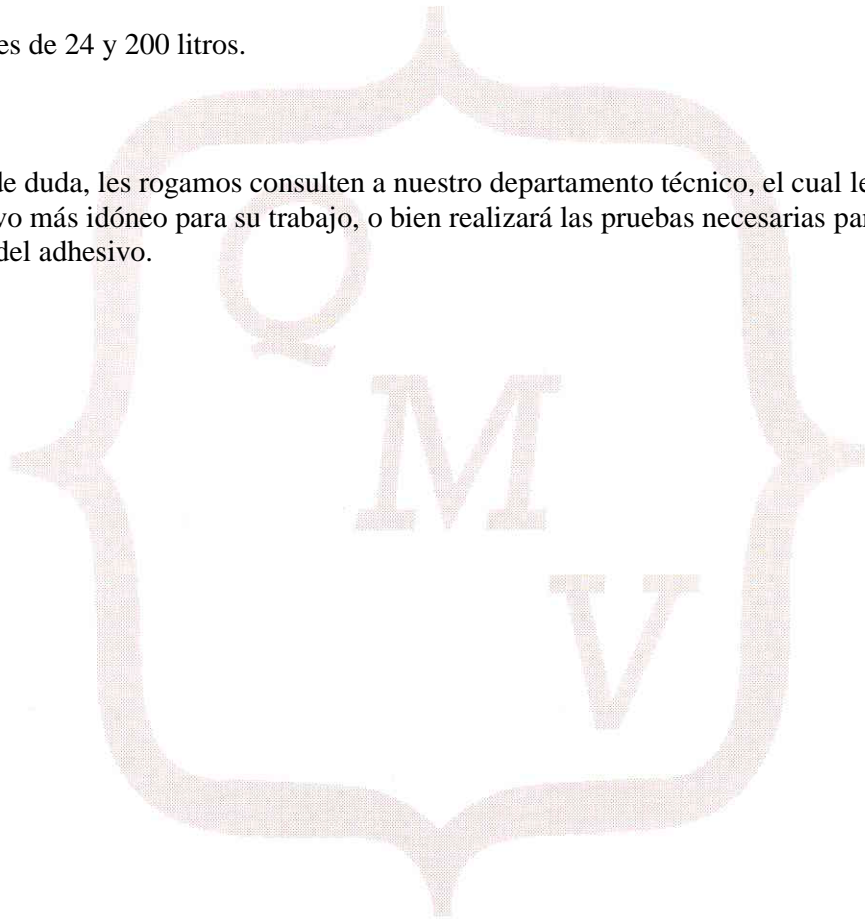 es de 24 y 200 litros.
de duda, les rogamos consulten a nuestro departamento técnico, el cual le
yo más idóneo para su trabajo, o bien realizará las pruebas necesarias par
del adhesivo.
Q
M
V